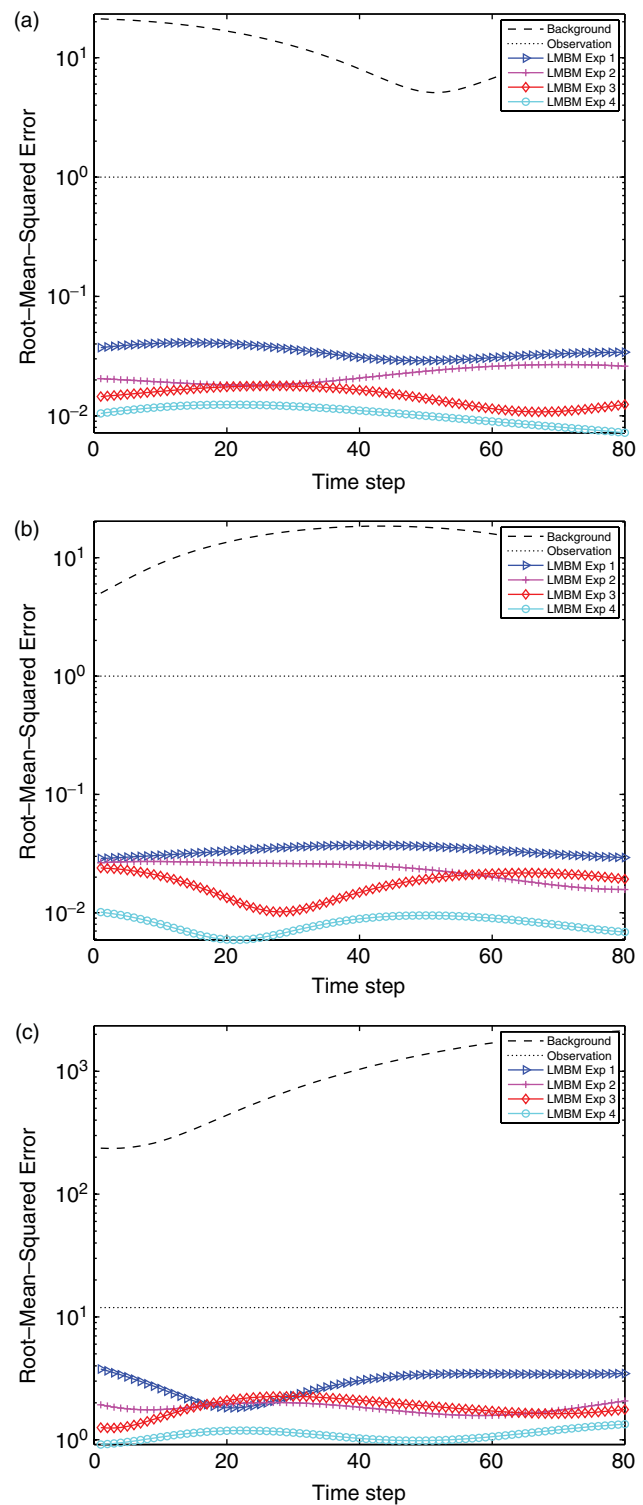 (a)
Root–Mean–Squared Error
10^1
10^0
10^−1
10^−2
0 20 40 60 80
Time step
Background
Observation
LMBM Exp 1
LMBM Exp 2
LMBM Exp 3
LMBM Exp 4
(b)
Root–Mean–Squared Error
10^1
10^0
10^−1
10^−2
0 20 40 60 80
Time step
Background
Observation
LMBM Exp 1
LMBM Exp 2
LMBM Exp 3
LMBM Exp 4
(c)
Root–Mean–Squared Error
10^3
10^2
10^1
10^0
0 20 40 60 80
Time step
Background
Observation
LMBM Exp 1
LMBM Exp 2
LMBM Exp 3
LMBM Exp 4